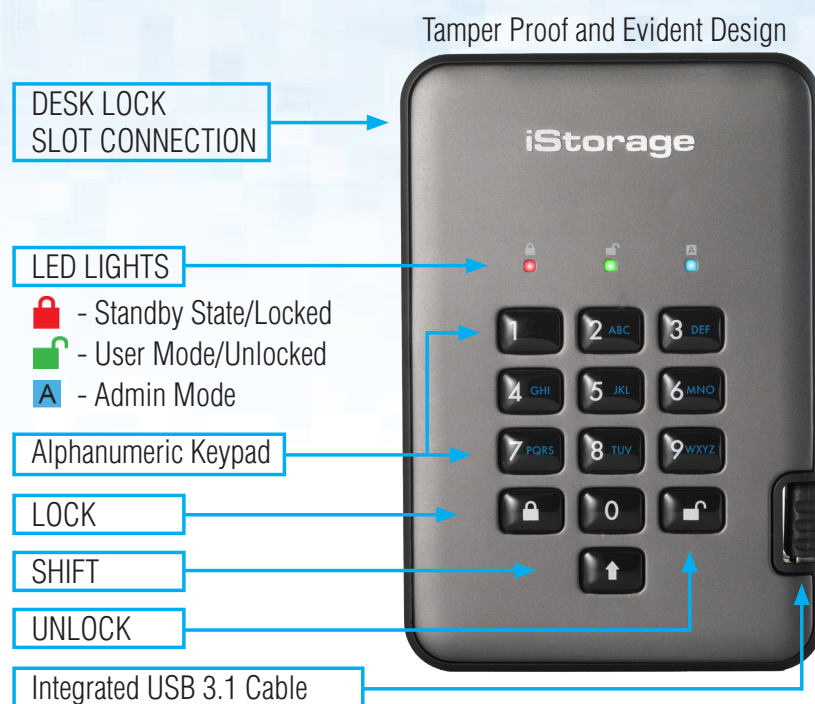 Tamper Proof and Evident Design
DESK LOCK
SLOT CONNECTION
iStorage
A
LED LIGHTS
- Standby State/Locked
- User Mode/Unlocked
A - Admin Mode
1
2 ABC
3 DEF
4 GHI
5 JKL
6 MNO
Alphanumeric Keypad
7 PQRS
8 TUV
9 WXYZ
LOCK
0
SHIFT
UNLOCK
Integrated USB 3.1 Cable